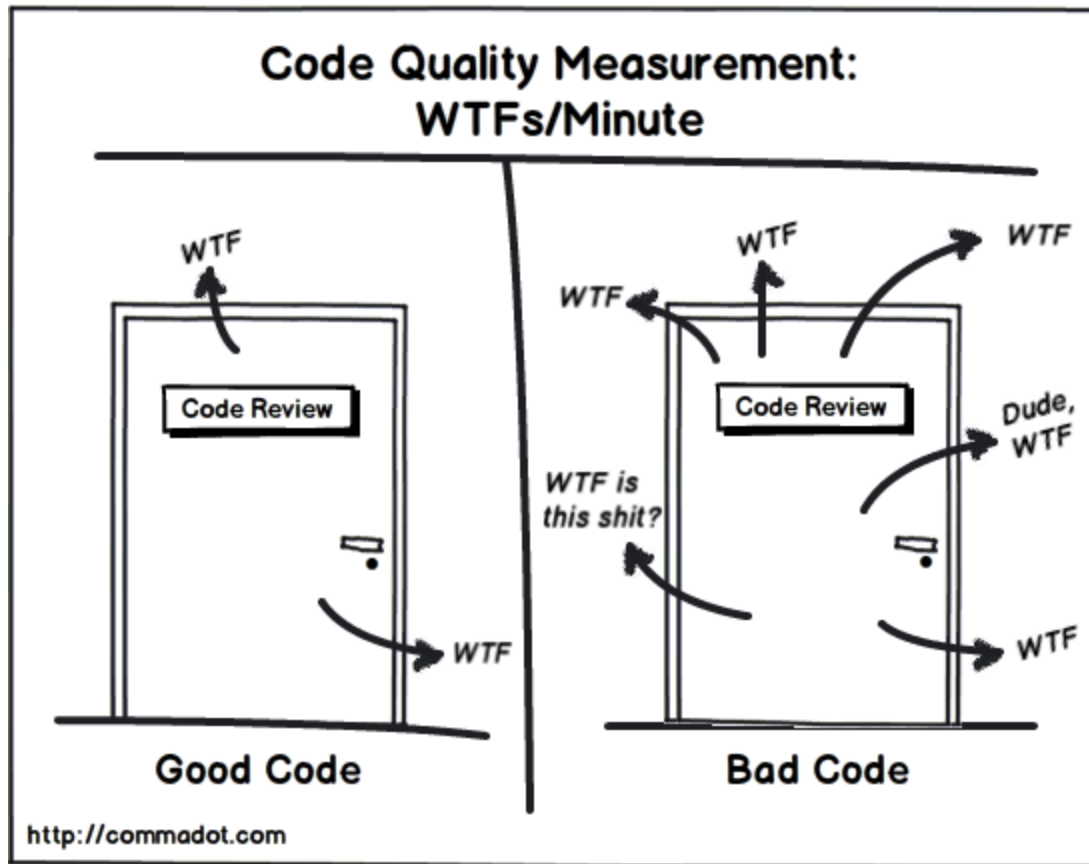 Code Quality Measurement:
WTFs/Minute
WTF
Code Review
WTF
Good Code
WTF
WTF
WTF
Code Review
Dude,
WTF
WTF is
this shit?
WTF
Bad Code
http://commadot.com